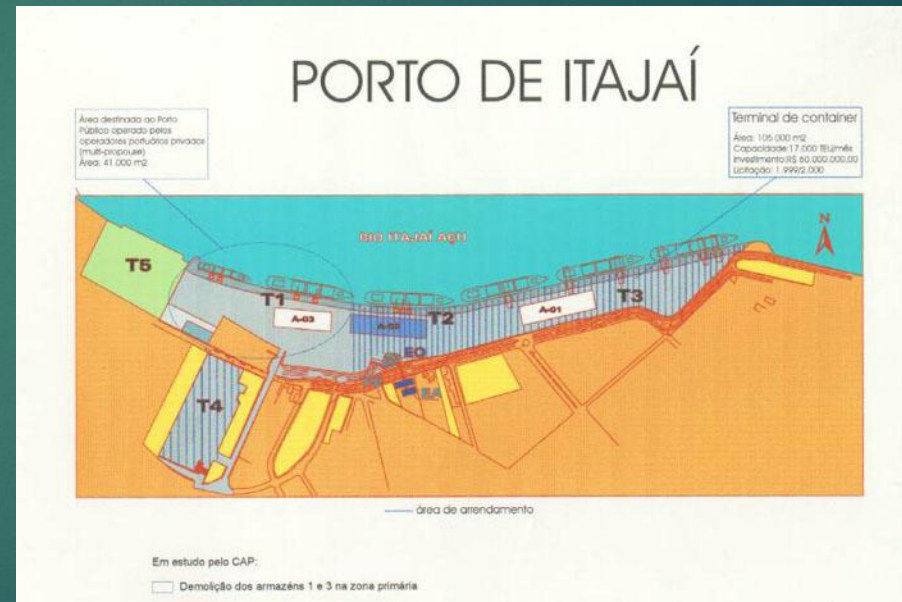 PORTO DE ITAJAÍ
Área destinada ao Porto
Público operado pelos
operadores portuários privados
(multi-propouse)
Área: 41.000 m2
Terminal de container
Área: 105.000 m2
Capacidade:17.000 TEU/mês
Investimento:R$ 60.000.000,00
Licitação: 1.999/2.000
RIO ITAJAÍ AÇU
N
T5
T1
A-03
A-02
T2
A-01
T3
EO
EA
T4
área de arrendamento
Em estudo pelo CAP:
Demolição dos armazéns 1 e 3 na zona primária